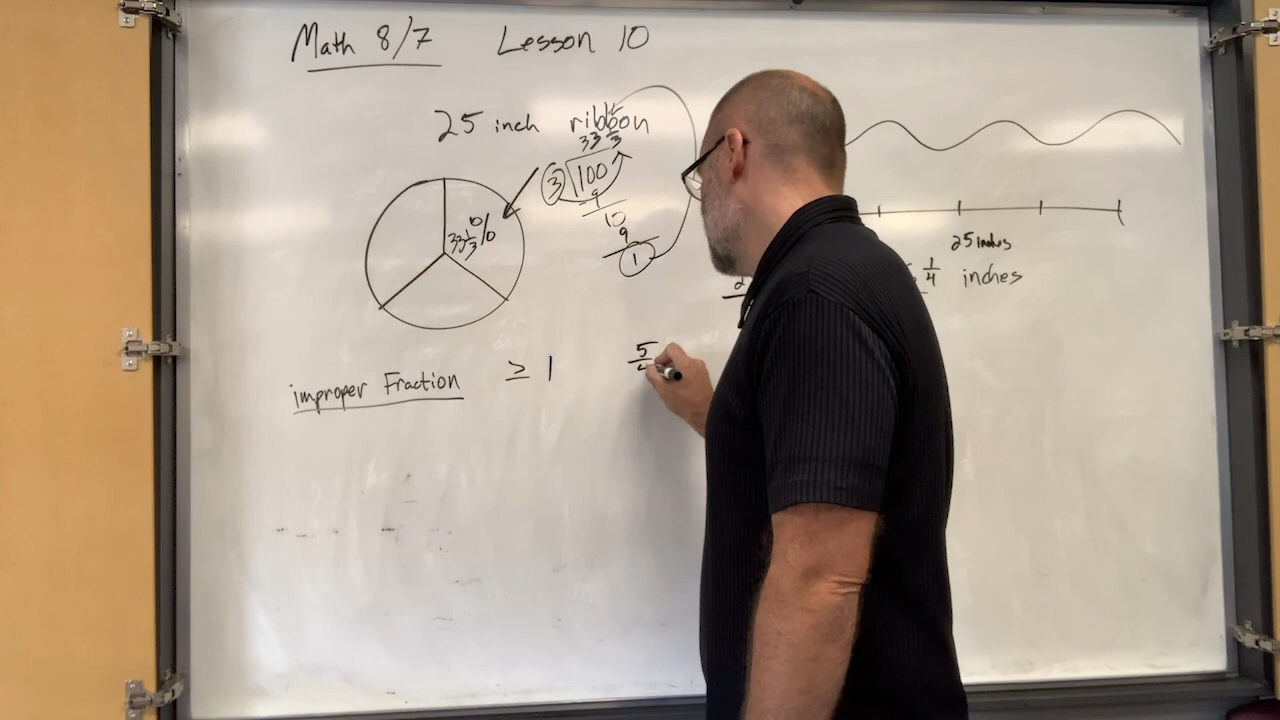 Math 8/7 Lesson 10
25 inch ribbon
33 1/3
3 100
9
10
9
1
33 1/3 %
25 inches
1/4 inches
2
improper Fraction ≥ 1
5